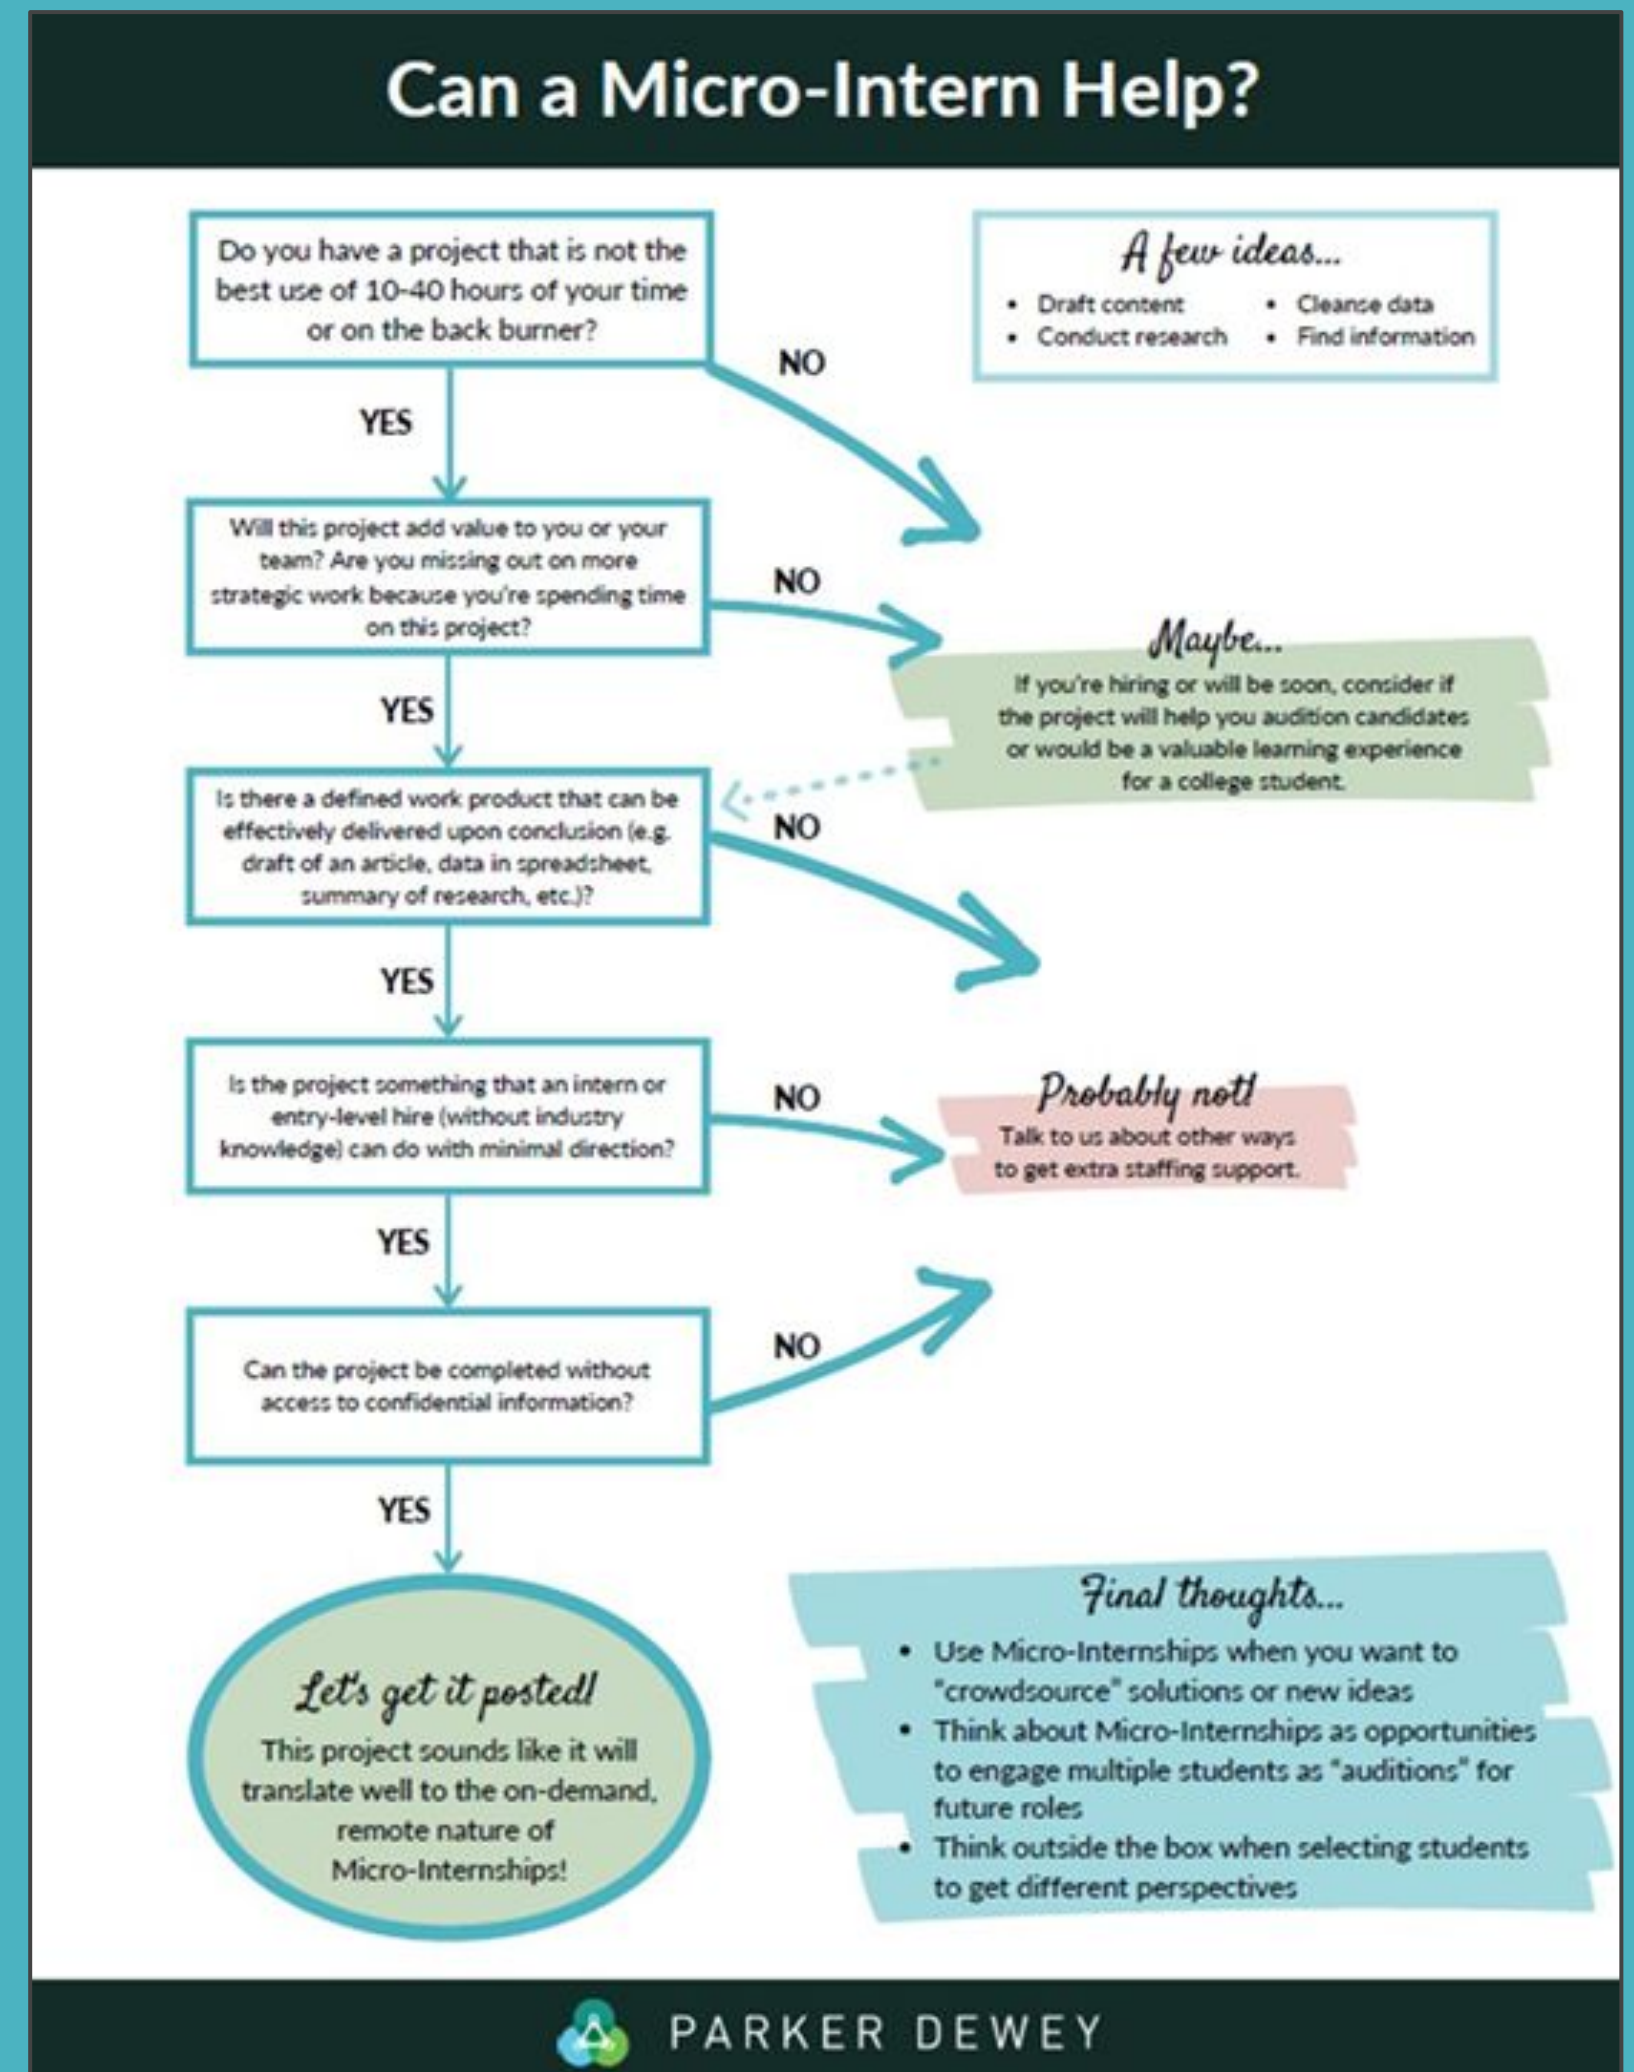 Can a Micro-Intern Help?
Do you have a project that is not the
best use of 10-40 hours of your time
or on the back burner?
A few ideas...
• Draft content
• Conduct research
• Cleanse data
• Find information
NO
YES
Will this project add value to you or your
team? Are you missing out on more
strategic work because you're spending time
on this project?
NO
Maybe...
If you're hiring or will be soon, consider if
the project will help you audition candidates
or would be a valuable learning experience
for a college student.
YES
Is there a defined work product that can be
effectively delivered upon conclusion (e.g.
draft of an article, data in spreadsheet,
summary of research, etc.)?
NO
YES
Is the project something that an intern or
entry-level hire (without industry
knowledge) can do with minimal direction?
NO
Probably not!
Talk to us about other ways
to get extra staffing support.
YES
Can the project be completed without
access to confidential information?
NO
YES
Let's get it posted!
This project sounds like it will
translate well to the on-demand,
remote nature of
Micro-Internships!
Final thoughts...
• Use Micro-Internships when you want to
"crowdsource" solutions or new ideas
• Think about Micro-Internships as opportunities
to engage multiple students as "auditions" for
future roles
• Think outside the box when selecting students
to get different perspectives
PARKER DEWEY